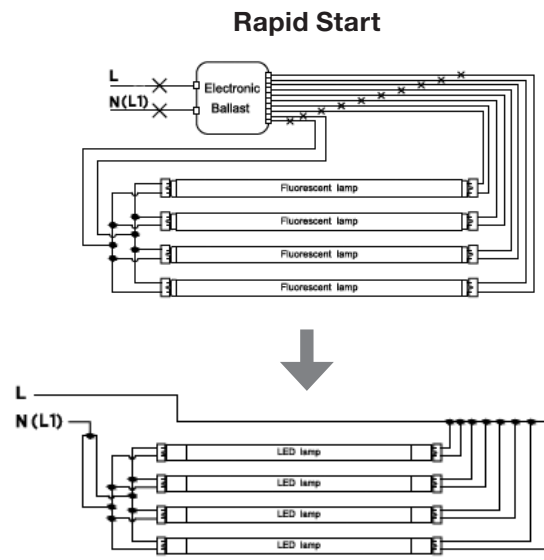 Rapid Start
L
N(L1)
Electronic
Ballast
Fluorescent lamp
Fluorescent lamp
Fluorescent lamp
Fluorescent lamp
L
N (L1)
LED lamp
LED lamp
LED lamp
LED lamp